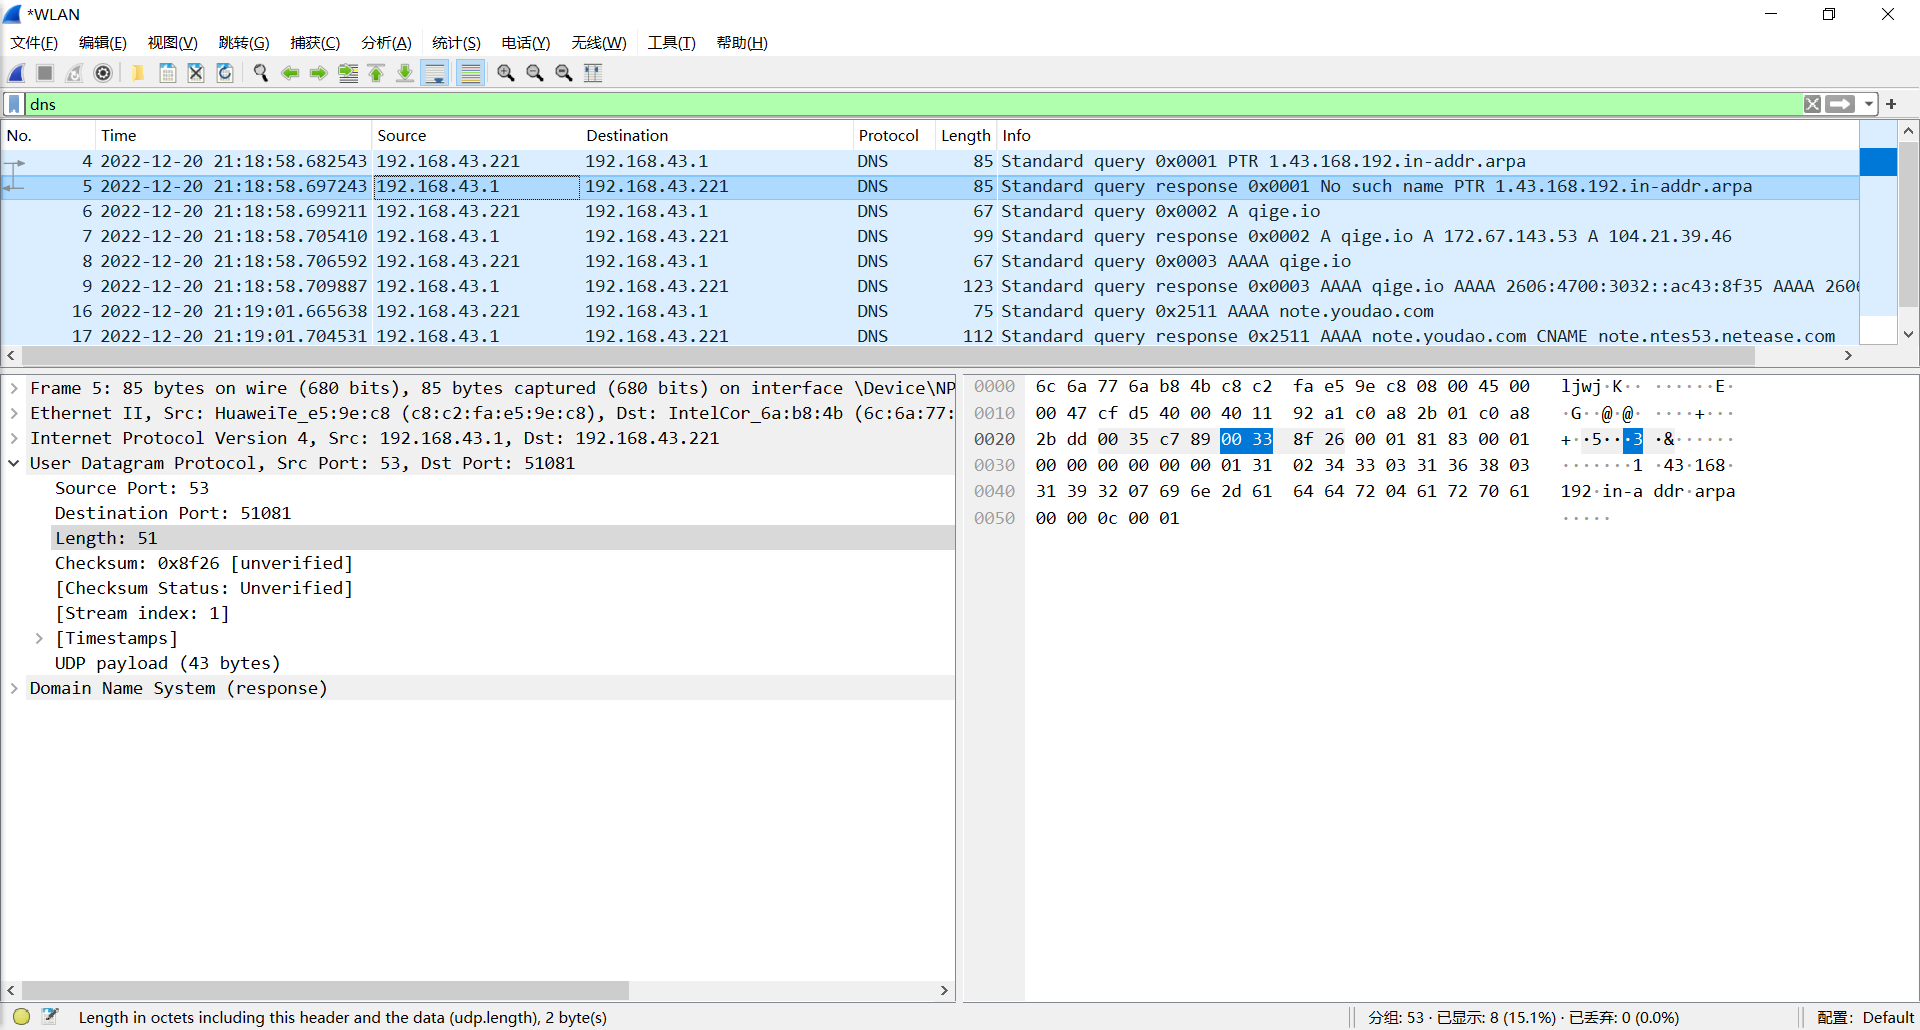 *WLAN
文件(F) 编辑(E) 视图(V) 跳转(G) 捕获(C) 分析(A) 统计(S) 电话(Y) 无线(W) 工具(T) 帮助(H)
dns
No. Time Source Destination Protocol Length Info
4 2022-12-20 21:18:58.682543 192.168.43.221 192.168.43.1 DNS 85 Standard query 0x0001 PTR 1.43.168.192.in-addr.arpa
5 2022-12-20 21:18:58.697243 192.168.43.1 192.168.43.221 DNS 85 Standard query response 0x0001 No such name PTR 1.43.168.192.in-addr.arpa
6 2022-12-20 21:18:58.699211 192.168.43.221 192.168.43.1 DNS 67 Standard query 0x0002 A qige.io
7 2022-12-20 21:18:58.705410 192.168.43.1 192.168.43.221 DNS 99 Standard query response 0x0002 A qige.io A 172.67.143.53 A 104.21.39.46
8 2022-12-20 21:18:58.706592 192.168.43.221 192.168.43.1 DNS 67 Standard query 0x0003 AAAA qige.io
9 2022-12-20 21:18:58.709887 192.168.43.1 192.168.43.221 DNS 123 Standard query response 0x0003 AAAA qige.io AAAA 2606:4700:3032::ac43:8f35 AAAA 260
16 2022-12-20 21:19:01.665638 192.168.43.221 192.168.43.1 DNS 75 Standard query 0x2511 AAAA note.youdao.com
17 2022-12-20 21:19:01.704531 192.168.43.1 192.168.43.221 DNS 112 Standard query response 0x2511 AAAA note.youdao.com CNAME note.ntes53.netease.com
Frame 5: 85 bytes on wire (680 bits), 85 bytes captured (680 bits) on interface \Device\NP
Ethernet II, Src: HuaweiTe_e5:9e:c8 (c8:c2:fa:e5:9e:c8), Dst: IntelCor_6a:b8:4b (6c:6a:77:
Internet Protocol Version 4, Src: 192.168.43.1, Dst: 192.168.43.221
User Datagram Protocol, Src Port: 53, Dst Port: 51081
Source Port: 53
Destination Port: 51081
Length: 51
Checksum: 0x8f26 [unverified]
[Checksum Status: Unverified]
[Stream index: 1]
[Timestamps]
UDP payload (43 bytes)
Domain Name System (response)
0000 6c 6a 77 6a b8 4b c8 c2 fa e5 9e c8 08 00 45 00 ljwj·K·· ······E·
0010 00 47 cf d5 40 00 40 11 92 a1 c0 a8 2b 01 c0 a8 ·G··@·@· ····+···
0020 2b dd 00 35 c7 89 00 33 8f 26 00 01 81 83 00 01 +··5···3 ·&······
0030 00 00 00 00 00 00 01 31 02 34 33 03 31 36 38 03 ·······1 ·43·168·
0040 31 39 32 07 69 6e 2d 61 64 64 72 04 61 72 70 61 192·in-a ddr·arpa
0050 00 00 0c 00 01 ·····
Length in octets including this header and the data (udp.length), 2 byte(s) 分组: 53 · 已显示: 8 (15.1%) · 已丢弃: 0 (0.0%) 配置: Default